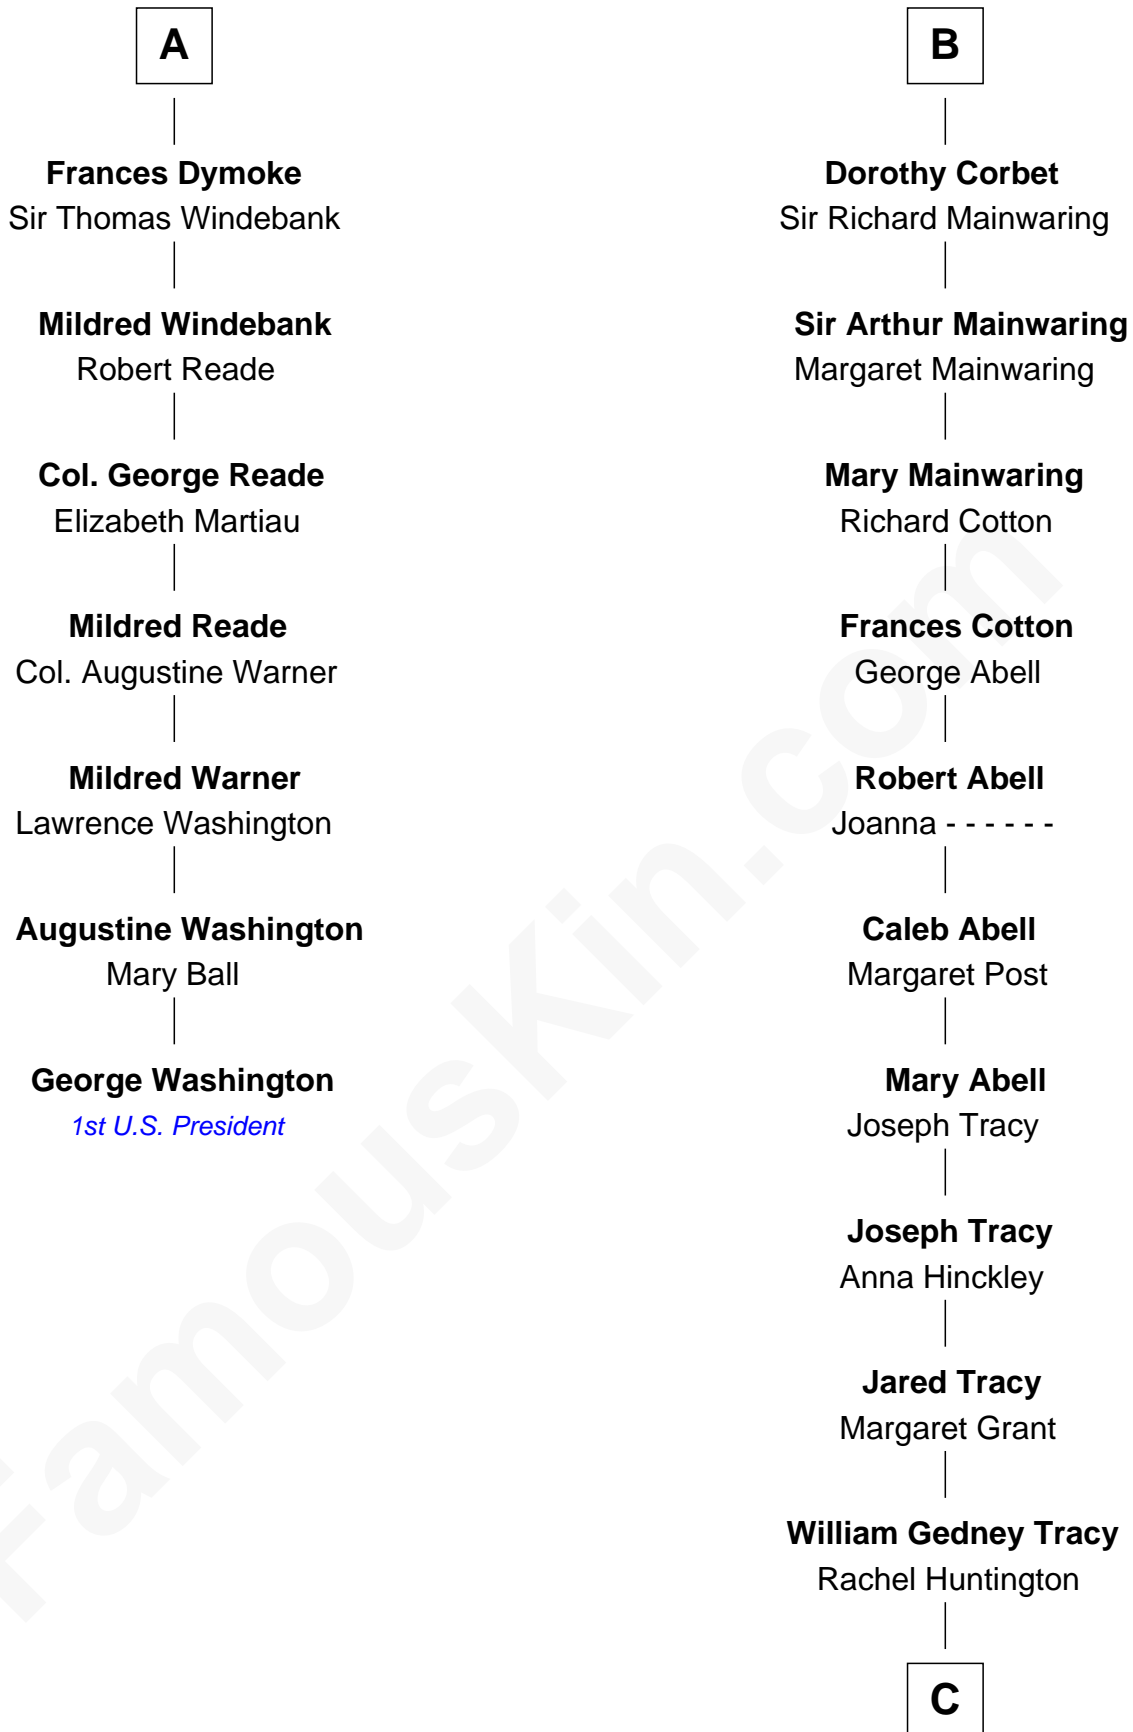 A
Frances Dymoke
Sir Thomas Windebank
Mildred Windebank
Robert Reade
Col. George Reade
Elizabeth Martiau
Mildred Reade
Col. Augustine Warner
Mildred Warner
Lawrence Washington
Augustine Washington
Mary Ball
George Washington
1st U.S. President
B
Dorothy Corbet
Sir Richard Mainwaring
Sir Arthur Mainwaring
Margaret Mainwaring
Mary Mainwaring
Richard Cotton
Frances Cotton
George Abell
Robert Abell
Joanna - - - - - -
Caleb Abell
Margaret Post
Mary Abell
Joseph Tracy
Joseph Tracy
Anna Hinckley
Jared Tracy
Margaret Grant
William Gedney Tracy
Rachel Huntington
C
FamousKin.com